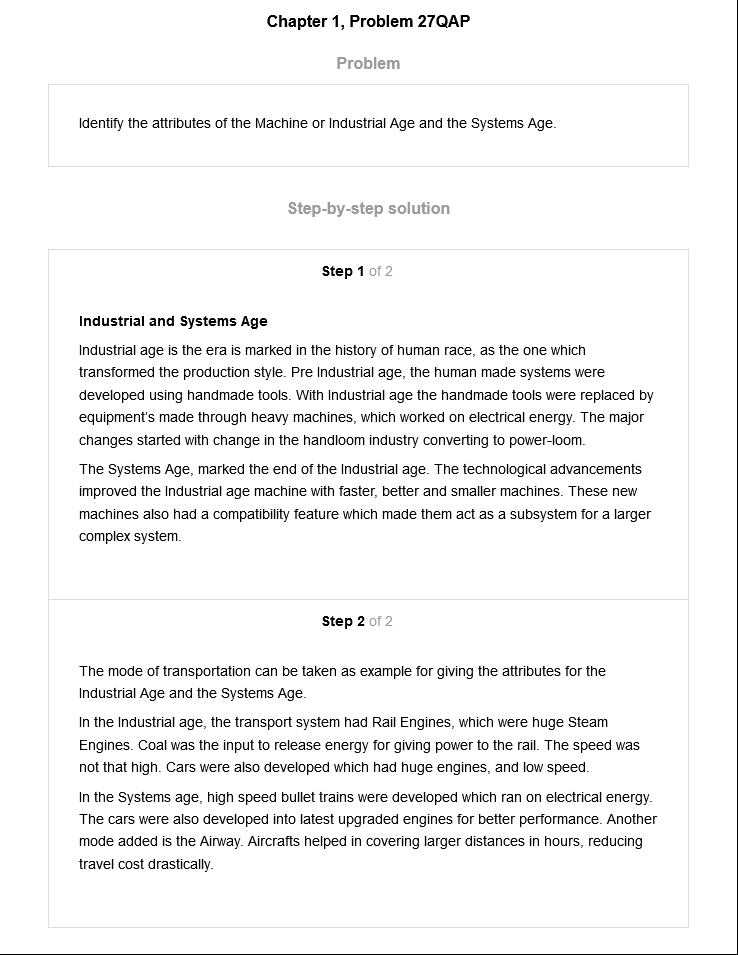 Chapter 1, Problem 27QAP
Problem
Identify the attributes of the Machine or Industrial Age and the Systems Age.
Step-by-step solution
Step 1 of 2
Industrial and Systems Age
Industrial age is the era is marked in the history of human race, as the one which
transformed the production style. Pre Industrial age, the human made systems were
developed using handmade tools. With Industrial age the handmade tools were replaced by
equipment's made through heavy machines, which worked on electrical energy. The major
changes started with change in the handloom industry converting to power-loom.
The Systems Age, marked the end of the Industrial age. The technological advancements
improved the Industrial age machine with faster, better and smaller machines. These new
machines also had a compatibility feature which made them act as a subsystem for a larger
complex system.
Step 2 of 2
The mode of transportation can be taken as example for giving the attributes for the
Industrial Age and the Systems Age.
In the Industrial age, the transport system had Rail Engines, which were huge Steam
Engines. Coal was the input to release energy for giving power to the rail. The speed was
not that high. Cars were also developed which had huge engines, and low speed.
In the Systems age, high speed bullet trains were developed which ran on electrical energy.
The cars were also developed into latest upgraded engines for better performance. Another
mode added is the Airway. Aircrafts helped in covering larger distances in hours, reducing
travel cost drastically.